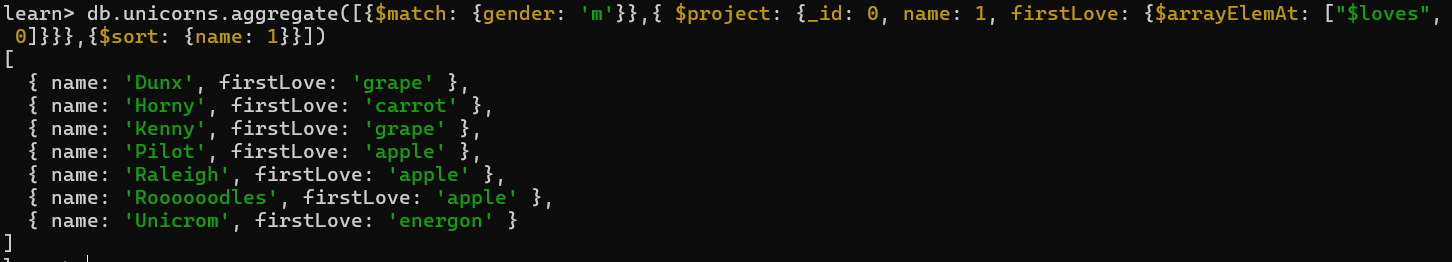 learn> db.unicorns.aggregate([{$match: {gender: 'm'}},{ $project: {_id: 0, name: 1, firstLove: {$arrayElemAt: ["$loves",
0]}}},{$sort: {name: 1}}])
[
{ name: 'Dunx', firstLove: 'grape' },
{ name: 'Horny', firstLove: 'carrot' },
{ name: 'Kenny', firstLove: 'grape' },
{ name: 'Pilot', firstLove: 'apple' },
{ name: 'Raleigh', firstLove: 'apple' },
{ name: 'Roooooodles', firstLove: 'apple' },
{ name: 'Unicrom', firstLove: 'energon' }
]